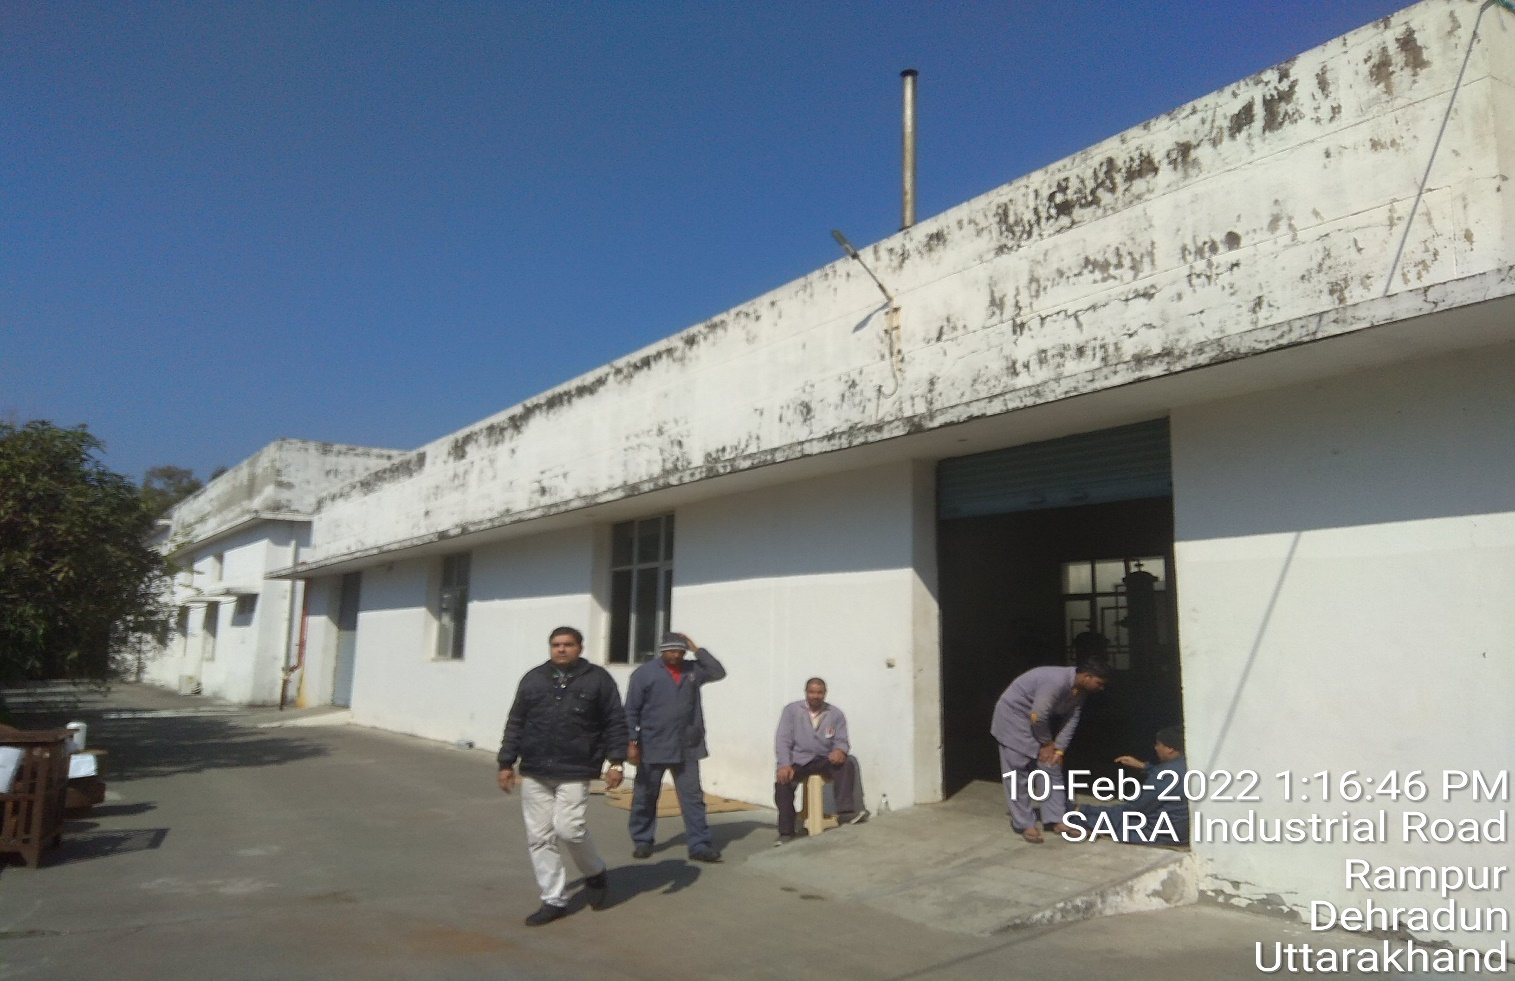 10-Feb-2022 1:16:46 PM
SARA Industrial Road
Rampur
Dehradun
Uttarakhand